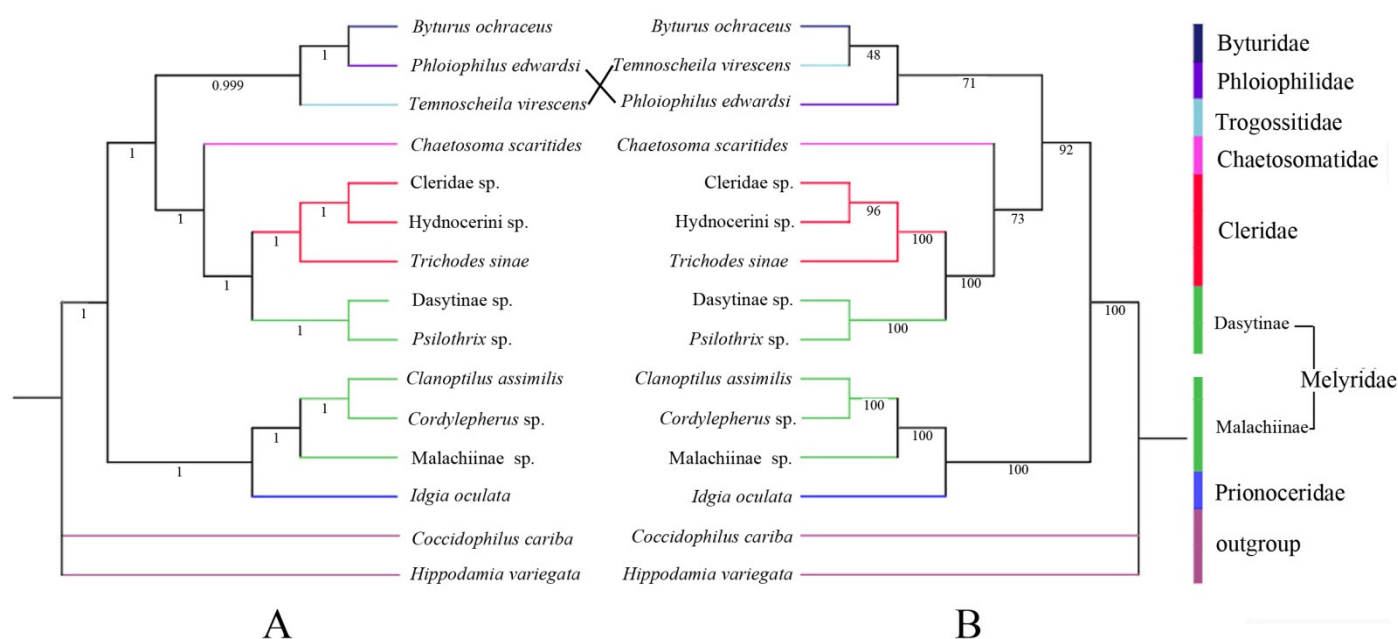 Byturus ochraceus
Phloiophilus edwardsi
Temnoscheila virescens
Chaetosoma scaritides
Cleridae sp.
Hydnocerini sp.
Trichodes sinae
Dasytinae sp.
Psilothrix sp.
Clanoptilus assimilis
Cordylepherus sp.
Malachiinae sp.
Idgia oculata
Coccidophilus cariba
Hippodamia variegata
1
0.999
1
1
1
1
1
1
1
1
1
1
A
Byturus ochraceus
Temnoscheila virescens
Phloiophilus edwardsi
Chaetosoma scaritides
Cleridae sp.
Hydnocerini sp.
Trichodes sinae
Dasytinae sp.
Psilothrix sp.
Clanoptilus assimilis
Cordylepherus sp.
Malachiinae sp.
Idgia oculata
Coccidophilus cariba
Hippodamia variegata
48
71
92
96
73
100
100
100
100
100
100
100
B
Byturidae
Phloiophilidae
Trogossitidae
Chaetosomatidae
Cleridae
Dasytinae
Melyridae
Malachiinae
Prionoceridae
outgroup